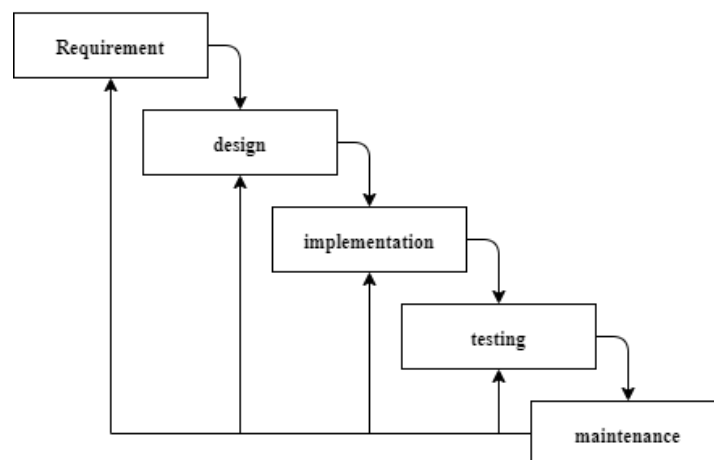 Requirement
design
implementation
testing
maintenance